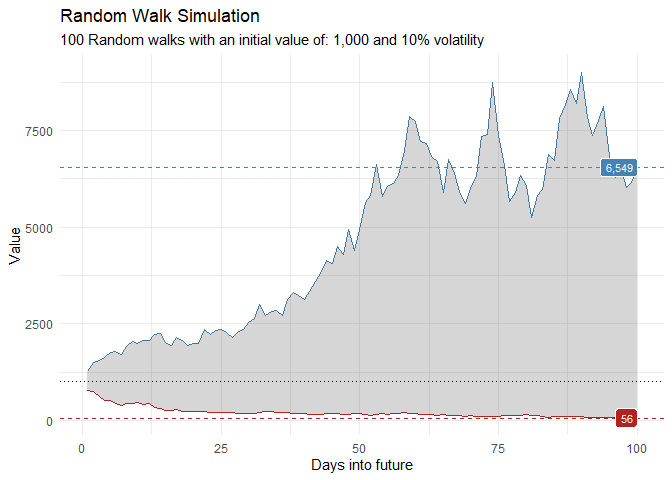 Random Walk Simulation
100 Random walks with an initial value of: 1,000 and 10% volatility
Value
7500
5000
2500
0
6,549
56
0
25
50
75
100
Days into future